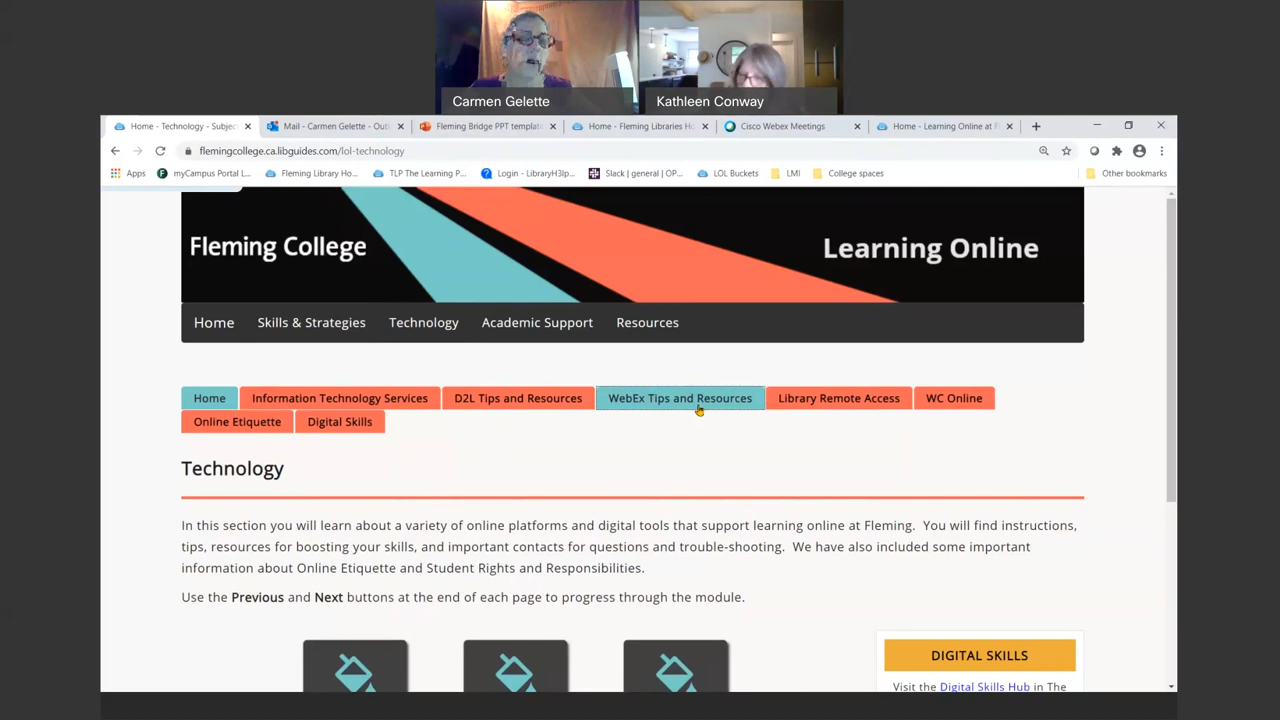 Carmen Gelette
Kathleen Conway
Home - Technology - Subjec
Mail - Carmen Gelette - Outl
Fleming Bridge PPT templat
Home - Fleming Libraries Ho
Cisco Webex Meetings
Home - Learning Online at F
flemingcollege.ca.libguides.com/lol-technology
Apps
myCampus Portal L...
Fleming Library Ho...
TLP The Learning P...
Login - LibraryH3lp...
Slack | general | OP...
LOL Buckets
LMI
College spaces
Other bookmarks
Fleming College
Learning Online
Home Skills & Strategies Technology Academic Support Resources
Home Information Technology Services D2L Tips and Resources WebEx Tips and Resources Library Remote Access WC Online
Online Etiquette Digital Skills
Technology
In this section you will learn about a variety of online platforms and digital tools that support learning online at Fleming. You will find instructions,
tips, resources for boosting your skills, and important contacts for questions and trouble-shooting. We have also included some important
information about Online Etiquette and Student Rights and Responsibilities.
Use the Previous and Next buttons at the end of each page to progress through the module.
DIGITAL SKILLS
Visit the Digital Skills Hub in The